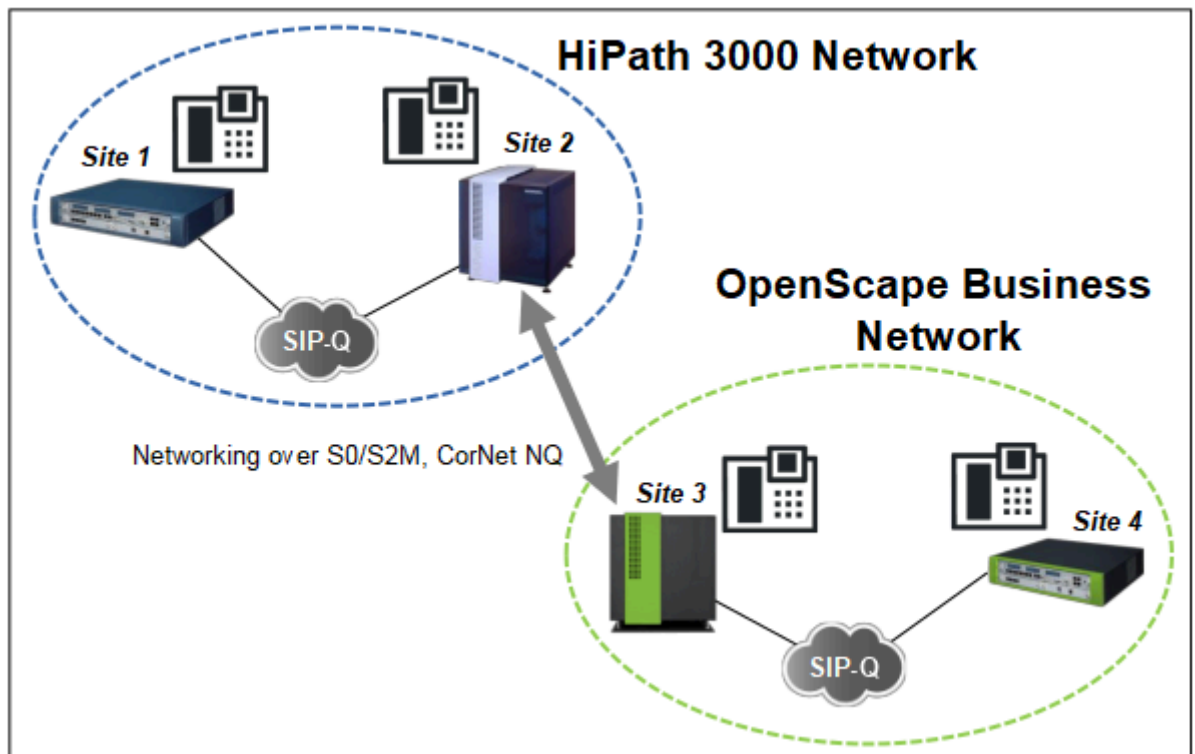 HiPath 3000 Network
Site 1
Site 2
SIP-Q
OpenScape Business
Network
Networking over S0/S2M, CorNet NQ
Site 3
Site 4
SIP-Q